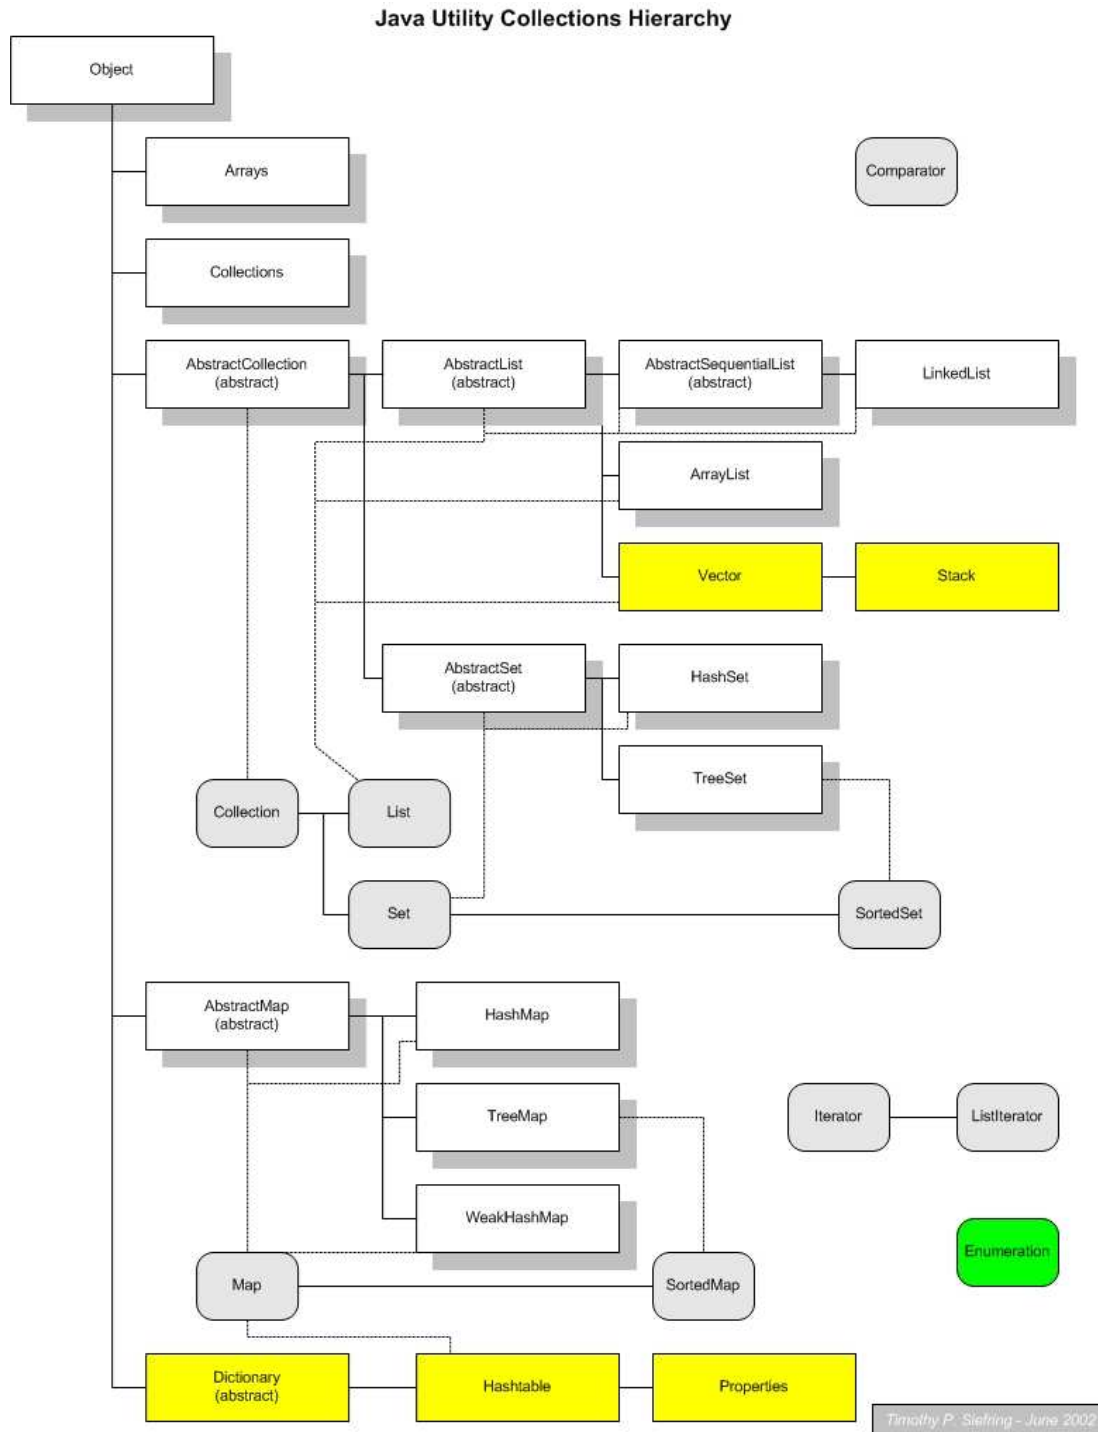 Java Utility Collections Hierarchy
Object
Arrays
Comparator
Collections
AbstractCollection
(abstract)
AbstractList
(abstract)
AbstractSequentialList
(abstract)
LinkedList
ArrayList
Vector
Stack
AbstractSet
(abstract)
HashSet
TreeSet
Collection
List
Set
SortedSet
AbstractMap
(abstract)
HashMap
TreeMap
Iterator
ListIterator
WeakHashMap
Enumeration
Map
SortedMap
Dictionary
(abstract)
Hashtable
Properties
Timothy P. Siefring - June 2002